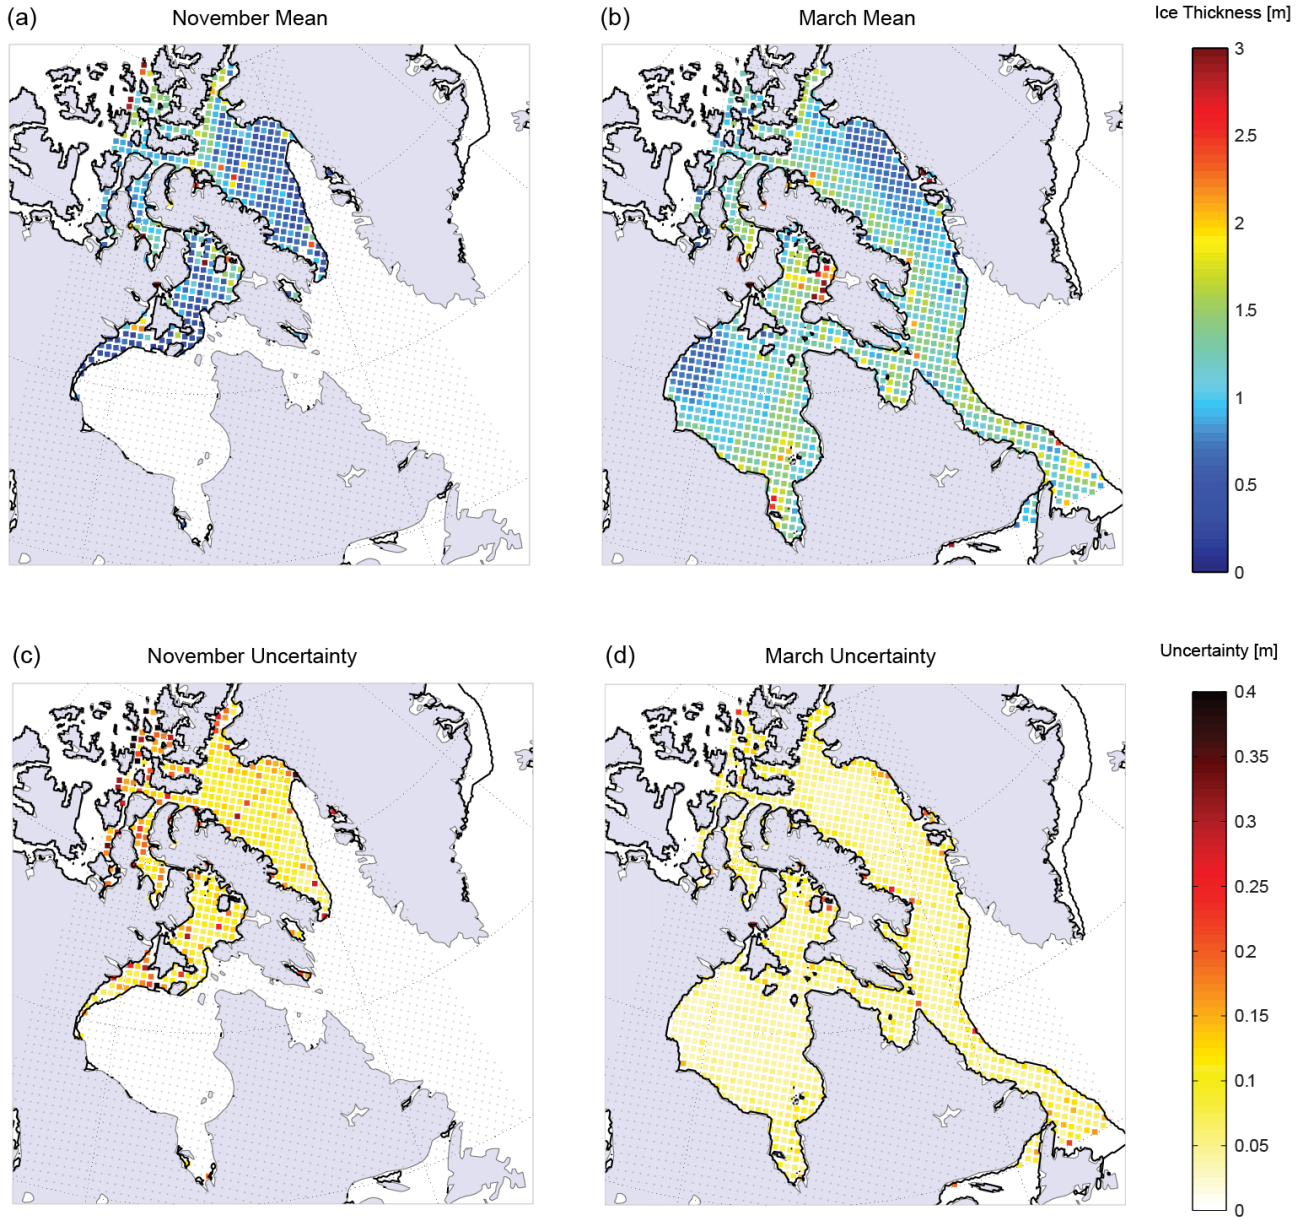 (a) November Mean
(b) March Mean
Ice Thickness [m]
3
2.5
2
1.5
1
0.5
0
(c) November Uncertainty
(d) March Uncertainty
Uncertainty [m]
0.4
0.35
0.3
0.25
0.2
0.15
0.1
0.05
0